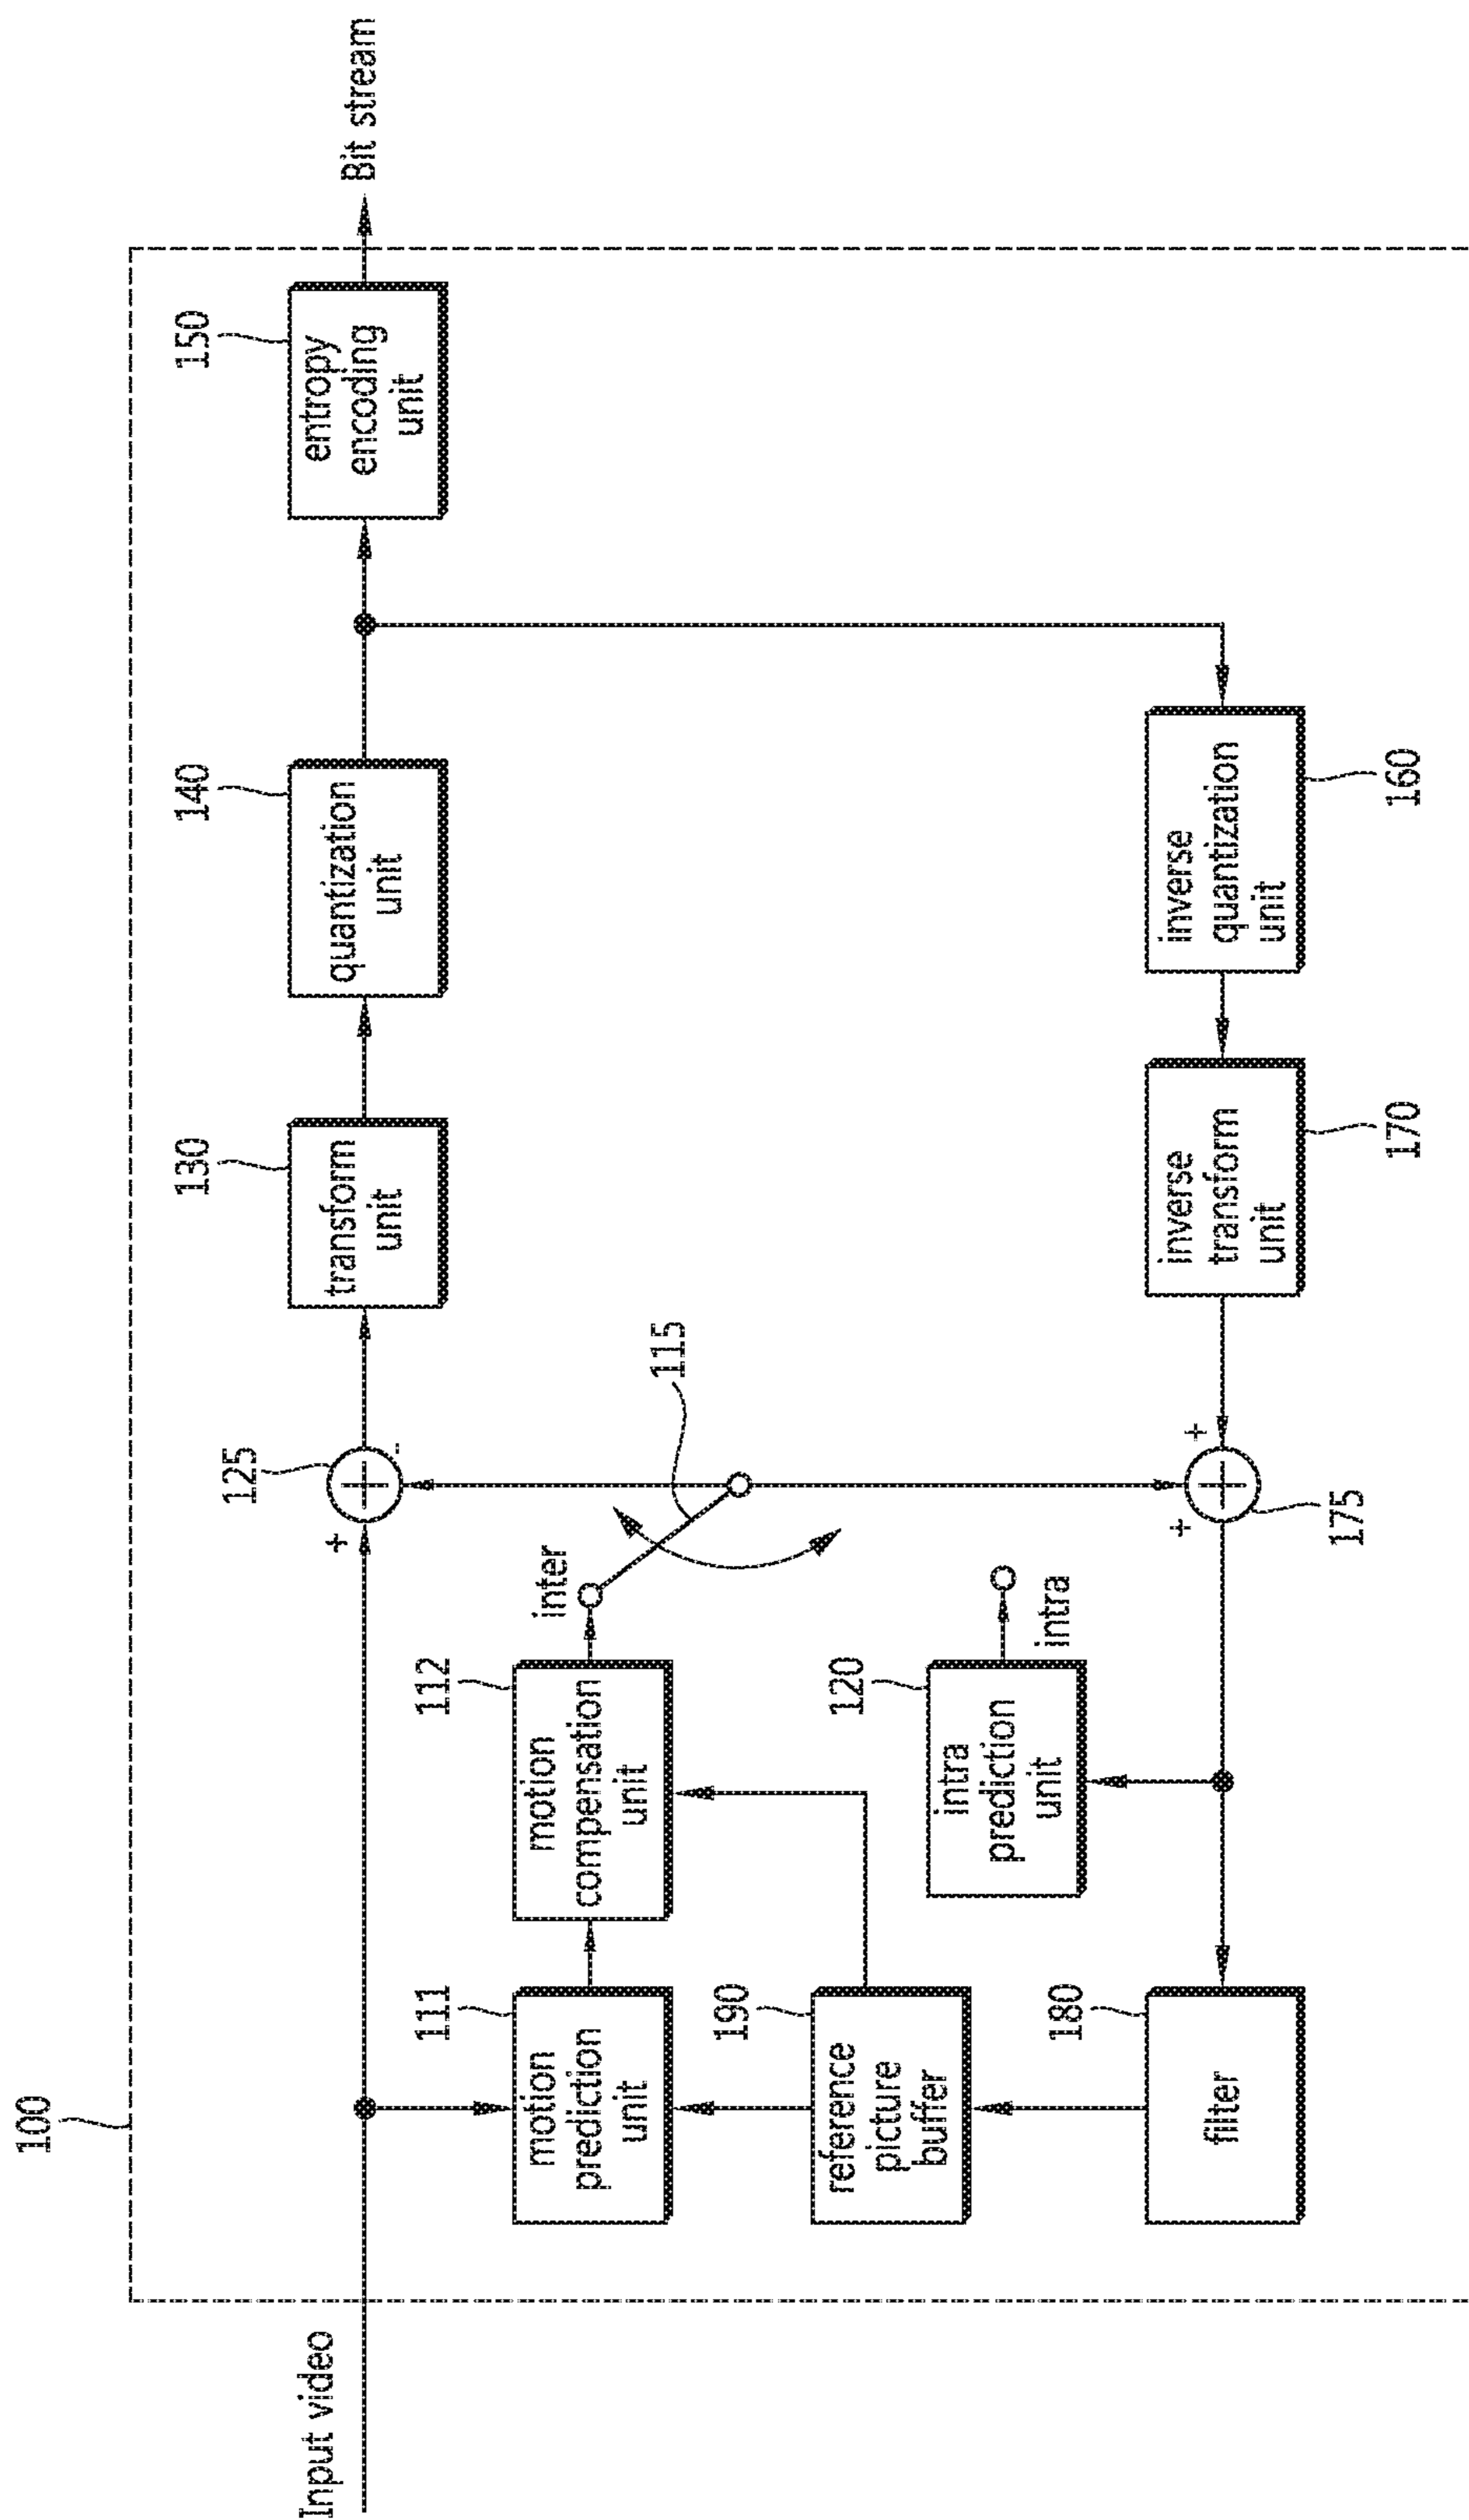 100
Input video
+
125
-
130
transform
unit
140
quantization
unit
150
entropy
encoding
unit
Bit stream
111
motion
prediction
unit
112
motion
compensation
unit
inter
115
190
reference
picture
buffer
120
intra
prediction
unit
intra
180
filter
+
+
175
inverse
transform
unit
170
inverse
quantization
unit
160